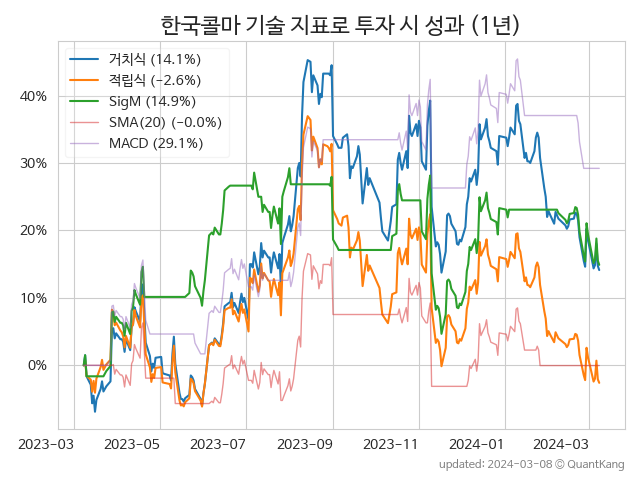 한국콜마 기술 지표로 투자 시 성과 (1년)
거치식 (14.1%)
적립식 (−2.6%)
SigM (14.9%)
SMA(20) (−0.0%)
MACD (29.1%)
40%
30%
20%
10%
0%
2023-03 2023-05 2023-07 2023-09 2023-11 2024-01 2024-03
updated: 2024-03-08 ⓒ QuantKang